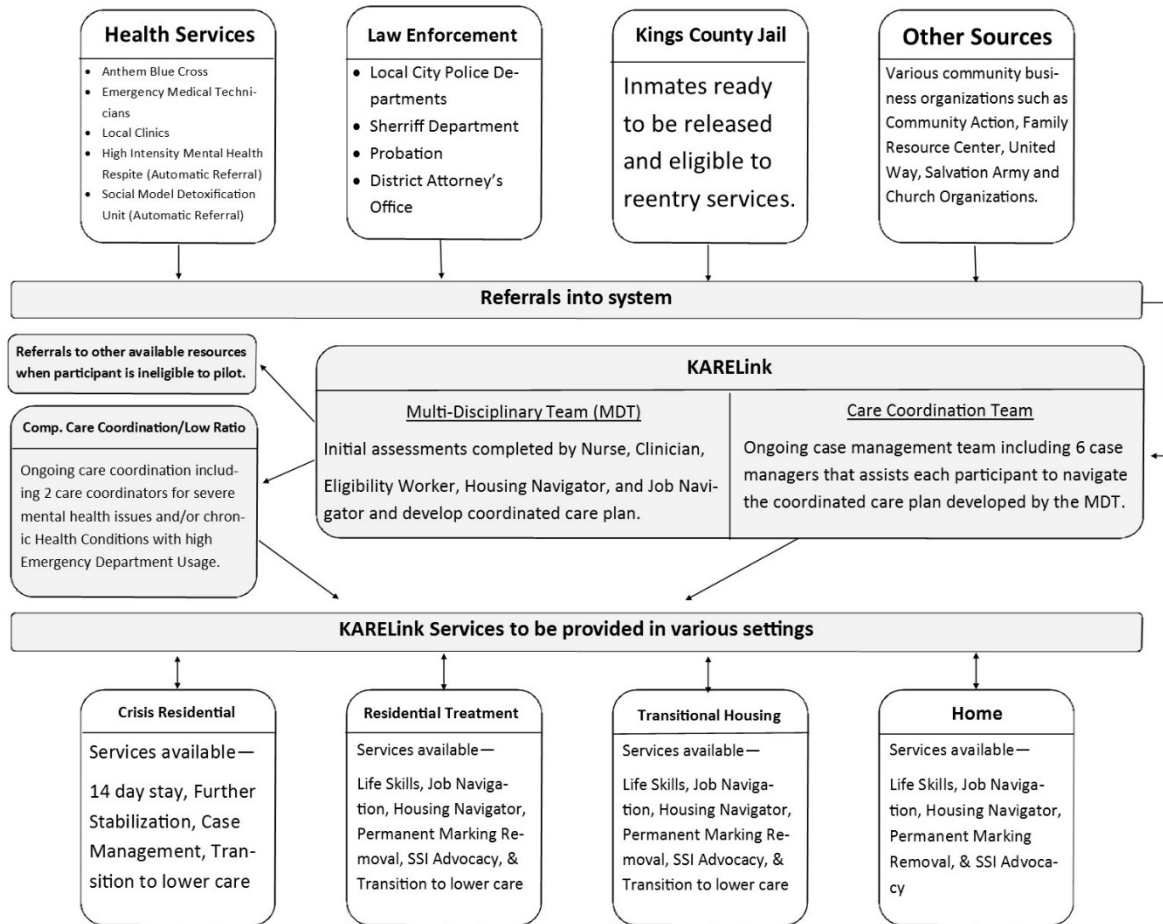 Health Services
• Anthem Blue Cross
• Emergency Medical Techni-
cians
• Local Clinics
• High Intensity Mental Health
Respite (Automatic Referral)
• Social Model Detoxification
Unit (Automatic Referral)
Law Enforcement
• Local City Police De-
partments
• Sherriff Department
• Probation
• District Attorney's
Office
Kings County Jail
Inmates ready
to be released
and eligible to
reentry services.
Other Sources
Various community busi-
ness organizations such as
Community Action, Family
Resource Center, United
Way, Salvation Army and
Church Organizations.
Referrals into system
Referrals to other available resources
when participant is ineligible to pilot.
KARELink
Multi-Disciplinary Team (MDT)
Initial assessments completed by Nurse, Clinician,
Eligibility Worker, Housing Navigator, and Job Navi-
gator and develop coordinated care plan.
Care Coordination Team
Ongoing case management team including 6 case
managers that assists each participant to navigate
the coordinated care plan developed by the MDT.
Comp. Care Coordination/Low Ratio
Ongoing care coordination includ-
ing 2 care coordinators for severe
mental health issues and/or chron-
ic Health Conditions with high
Emergency Department Usage.
KARELink Services to be provided in various settings
Crisis Residential
Services available—
14 day stay, Further
Stabilization, Case
Management, Tran-
sition to lower care
Residential Treatment
Services available—
Life Skills, Job Naviga-
tion, Housing Navigator,
Permanent Marking Re-
moval, SSI Advocacy, &
Transition to lower care
Transitional Housing
Services available—
Life Skills, Job Naviga-
tion, Housing Navigator,
Permanent Marking Re-
moval, SSI Advocacy, &
Transition to lower care
Home
Services available—
Life Skills, Job Naviga-
tion, Housing Navigator,
Permanent Marking
Removal, & SSI Advoca-
cy